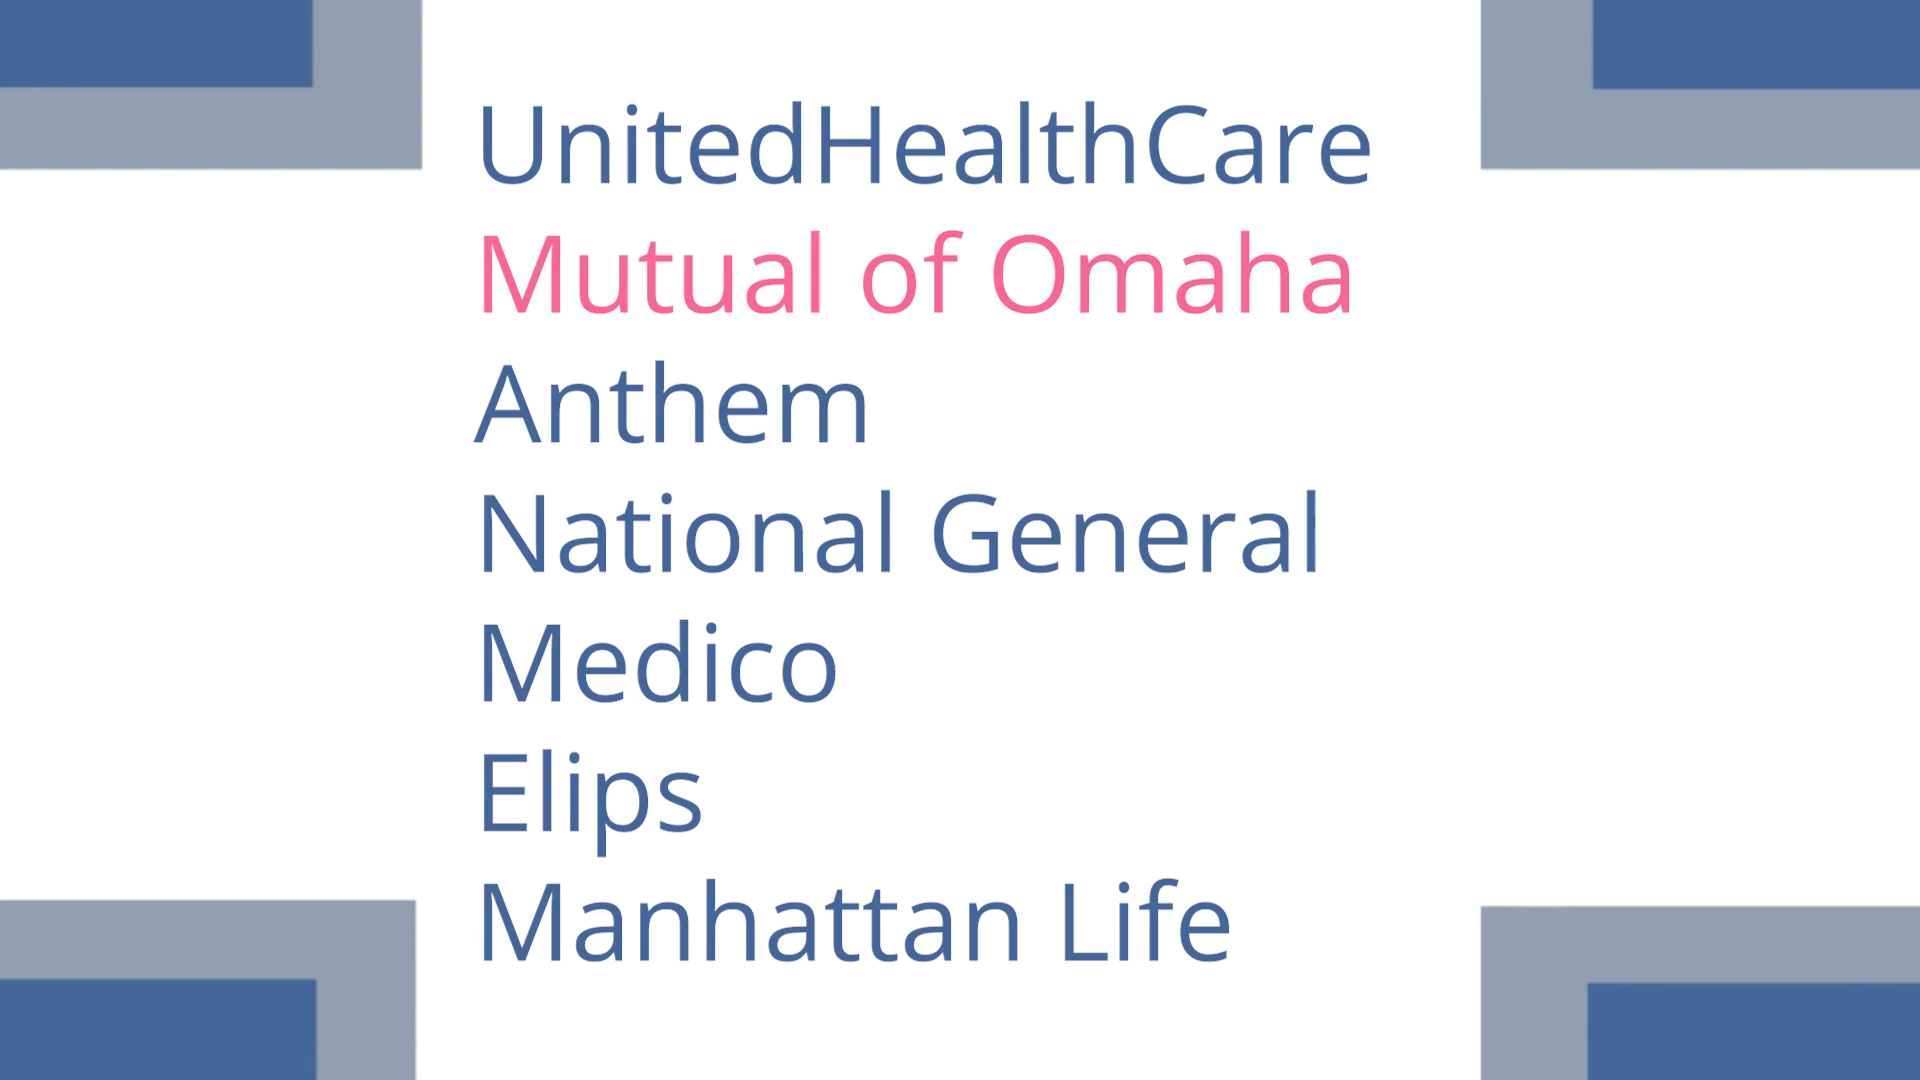 UnitedHealthCare
Mutual of Omaha
Anthem
National General
Medico
Elips
Manhattan Life